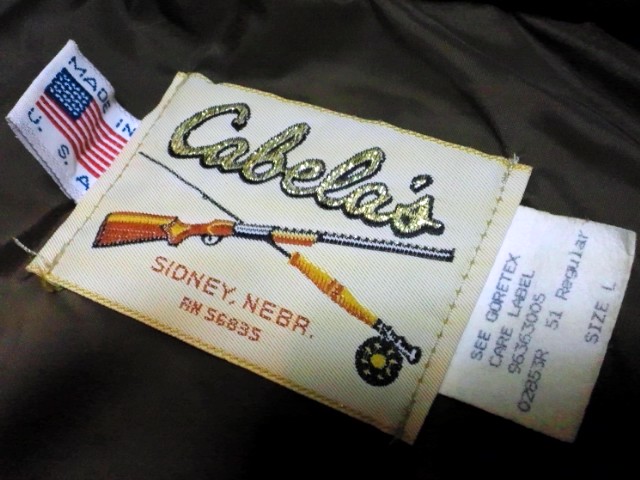 MADE IN
U. S. A
Cabela's
SIDNEY, NEBR.
RN 56835
SEE GORETEX
CARE LABEL
96363005
02853R 51 Regular
SIZE L